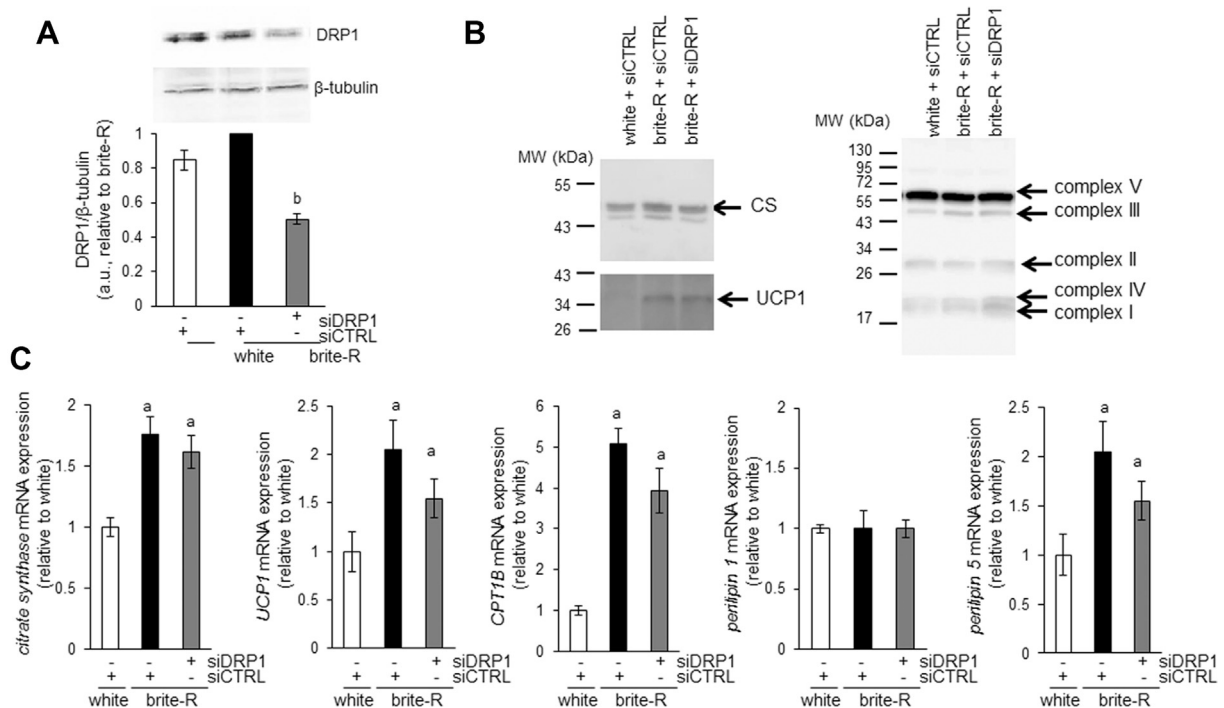 A
DRP1
β-tubulin
DRP1/β-tubulin
(a.u., relative to brite-R)
1
0.8
0.6
0.4
0.2
0
b
- - + siDRP1
+ + - siCTRL
white brite-R
B
white + siCTRL
brite-R + siCTRL
brite-R + siDRP1
MW (kDa)
55
43
CS
43
34
26
UCP1
white + siCTRL
brite-R + siCTRL
brite-R + siDRP1
MW (kDa)
130
95
72
55
43
34
26
17
complex V
complex III
complex II
complex IV
complex I
C
citrate synthase mRNA expression
(relative to white)
2
1.5
1
0.5
0
a
a
- - + siDRP1
+ + - siCTRL
white brite-R
UCP1 mRNA expression
(relative to white)
2.5
2
1.5
1
0.5
0
a
a
- - + siDRP1
+ + - siCTRL
white brite-R
CPT1B mRNA expression
(relative to white)
6
5
4
3
2
1
0
a
a
- - + siDRP1
+ + - siCTRL
white brite-R
perilipin 1 mRNA expression
(relative to white)
2
1.5
1
0.5
0
- - + siDRP1
+ + - siCTRL
white brite-R
perilipin 5 mRNA expression
(relative to white)
2.5
2
1.5
1
0.5
0
a
a
- - + siDRP1
+ + - siCTRL
white brite-R